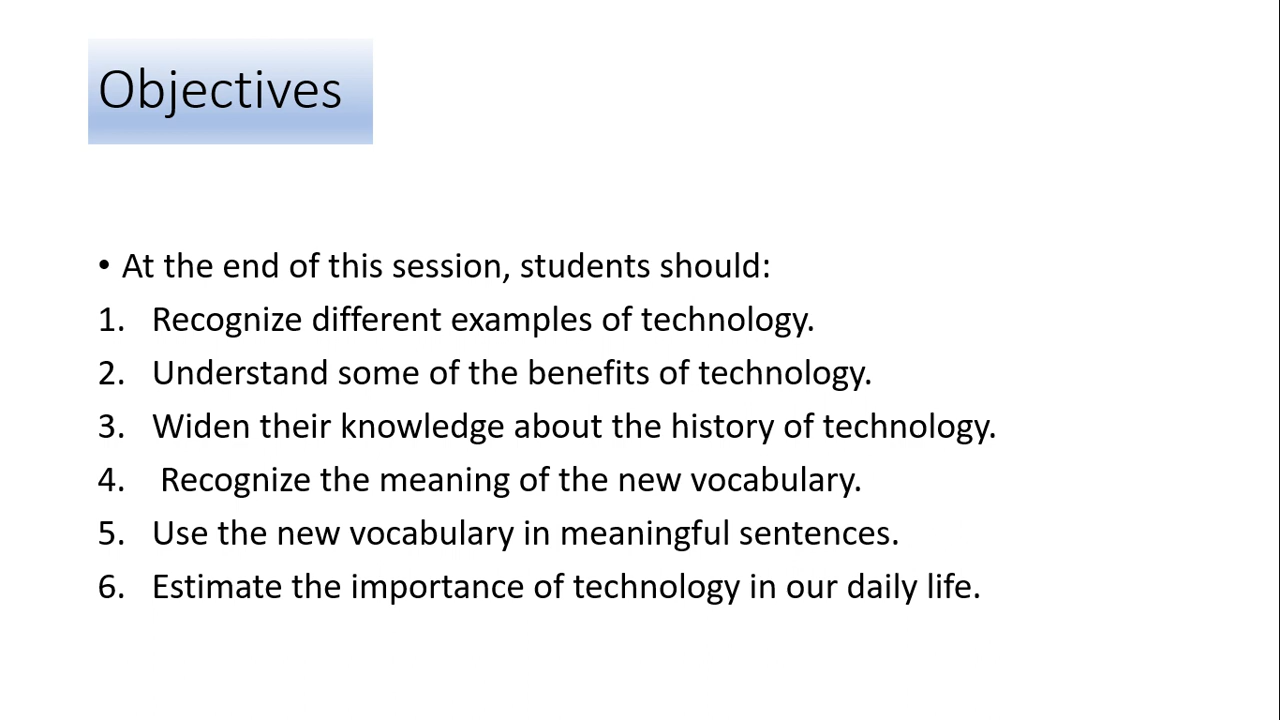 Objectives
• At the end of this session, students should:
1. Recognize different examples of technology.
2. Understand some of the benefits of technology.
3. Widen their knowledge about the history of technology.
4. Recognize the meaning of the new vocabulary.
5. Use the new vocabulary in meaningful sentences.
6. Estimate the importance of technology in our daily life.